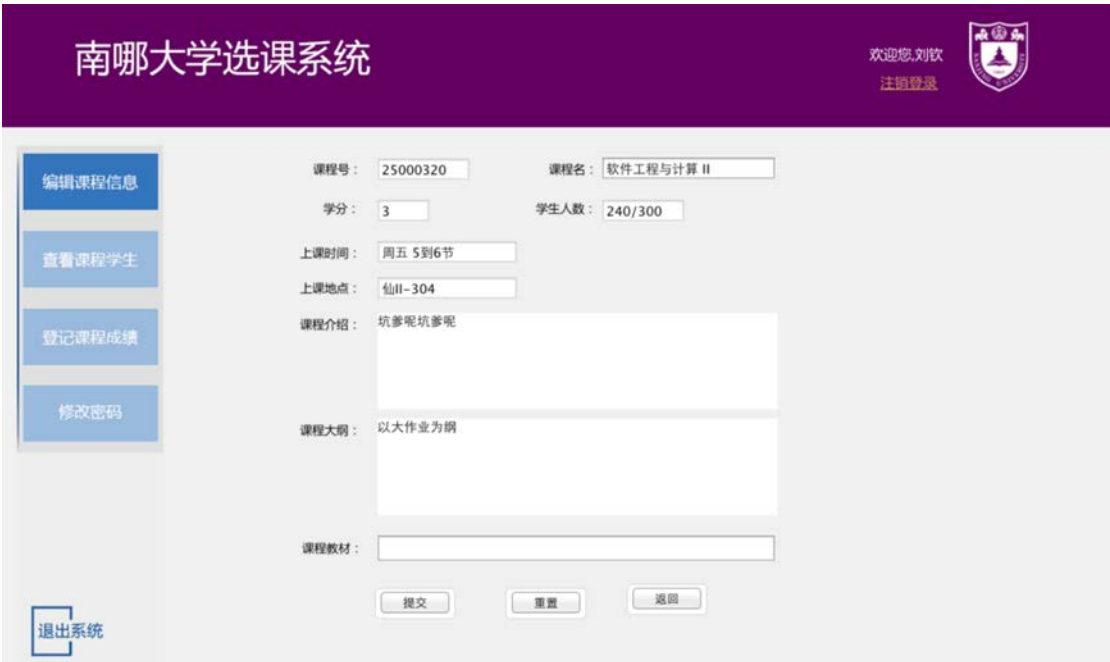 南哪大学选课系统
欢迎您,刘钦
注销登录
编辑课程信息
查看课程学生
登记课程成绩
修改密码
退出系统
课程号： 25000320 课程名： 软件工程与计算 II
学分： 3 学生人数： 240/300
上课时间： 周五 5到6节
上课地点： 仙II-304
课程介绍： 坑爹呢坑爹呢
课程大纲： 以大作业为纲
课程教材：
提交 重置 返回